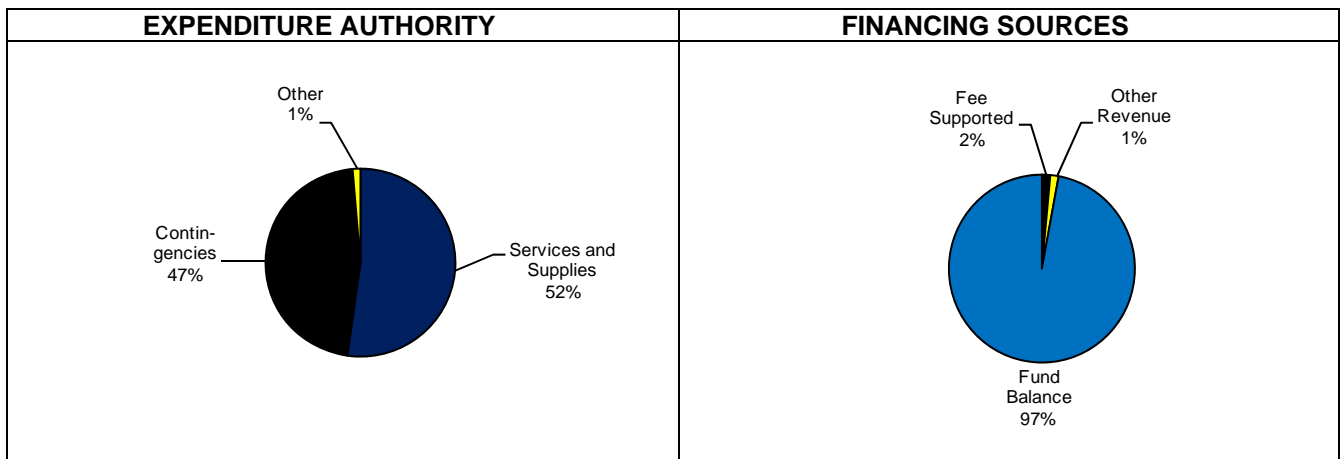 EXPENDITURE AUTHORITY
FINANCING SOURCES
Other
1%
Contin-
gencies
47%
Services and
Supplies
52%
Fee
Supported
2%
Other
Revenue
1%
Fund
Balance
97%